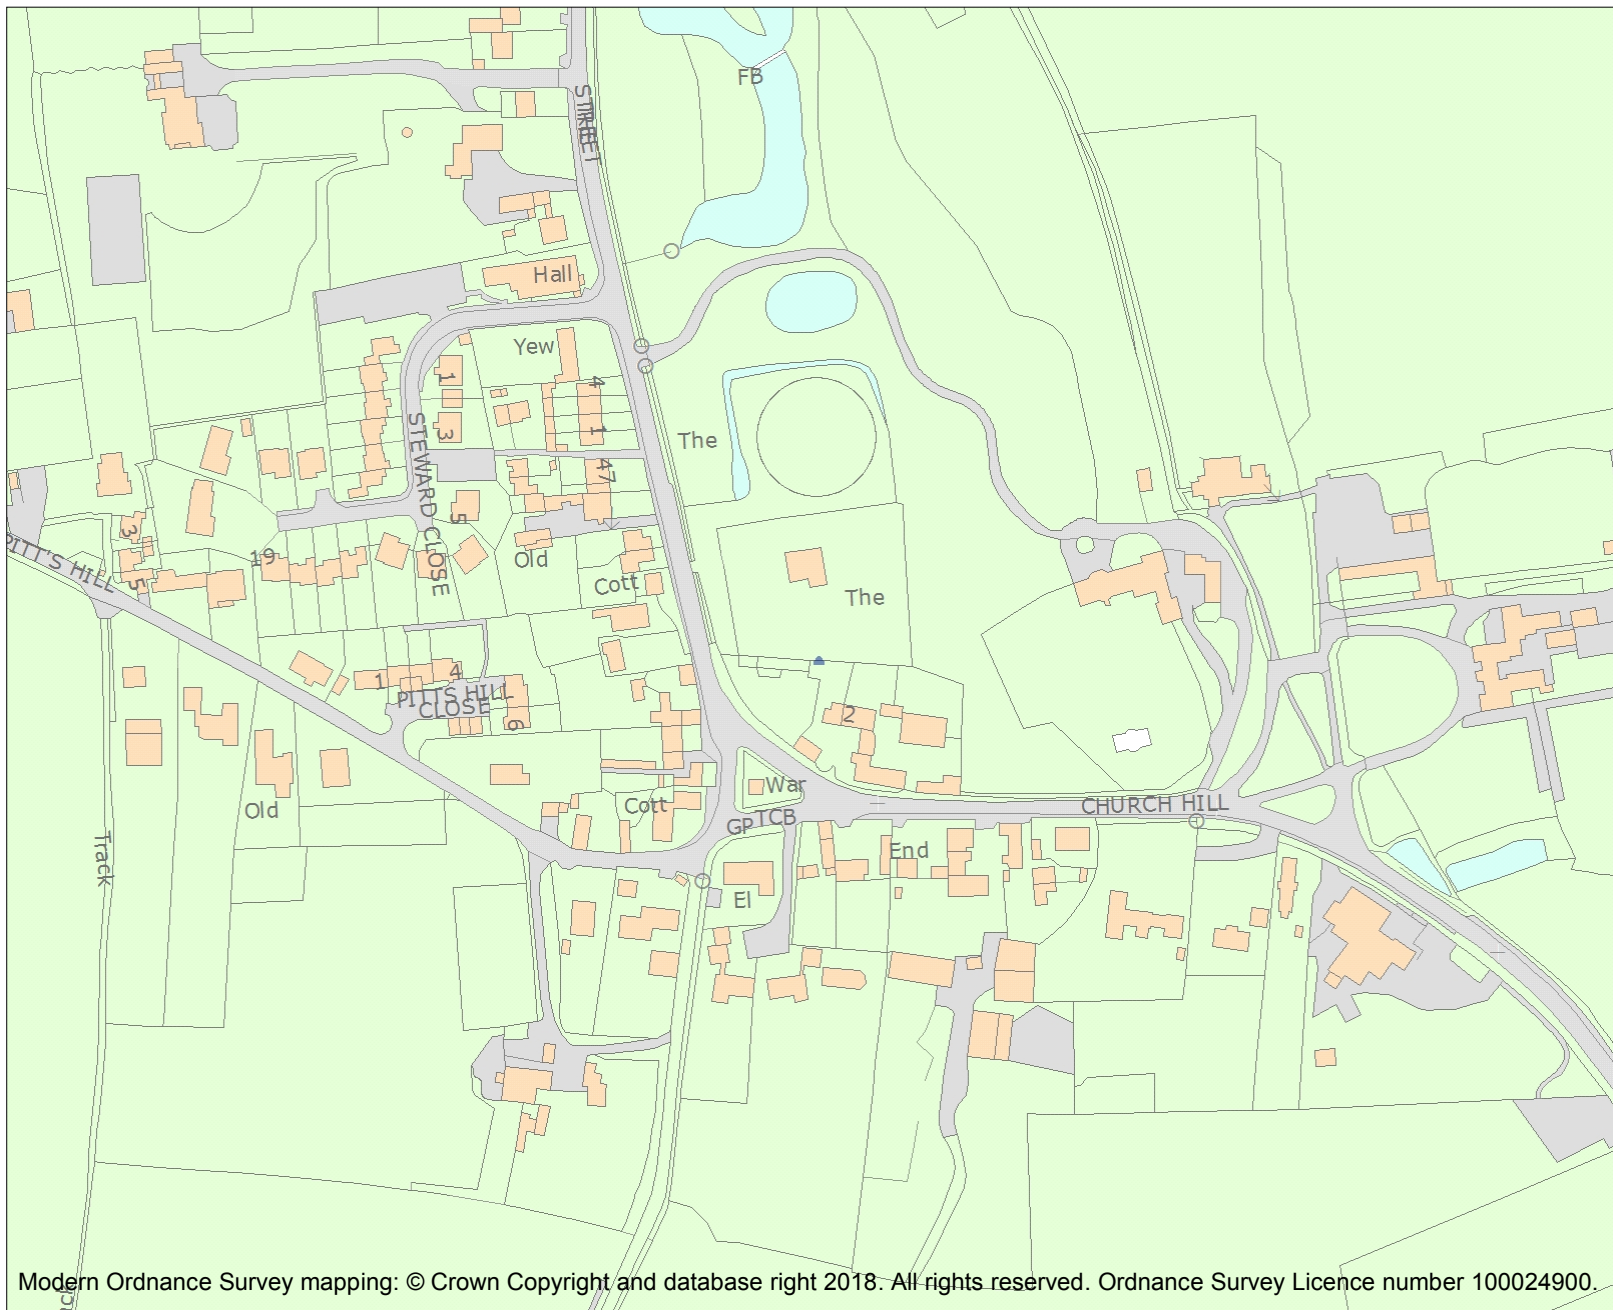 FB
THE
STREET
Hall
Yew
1
4
The
3
1
STEWARD CLOSE
47
5
3
19
Old
PITT'S HILL
5
Cott
The
4
1
PITTS HILL
CLOSE
2
6
War
Cott
CHURCH HILL
Old
GP
TCB
Track
End
El
Modern Ordnance Survey mapping: © Crown Copyright and database right 2018. All rights reserved. Ordnance Survey Licence number 100024900.